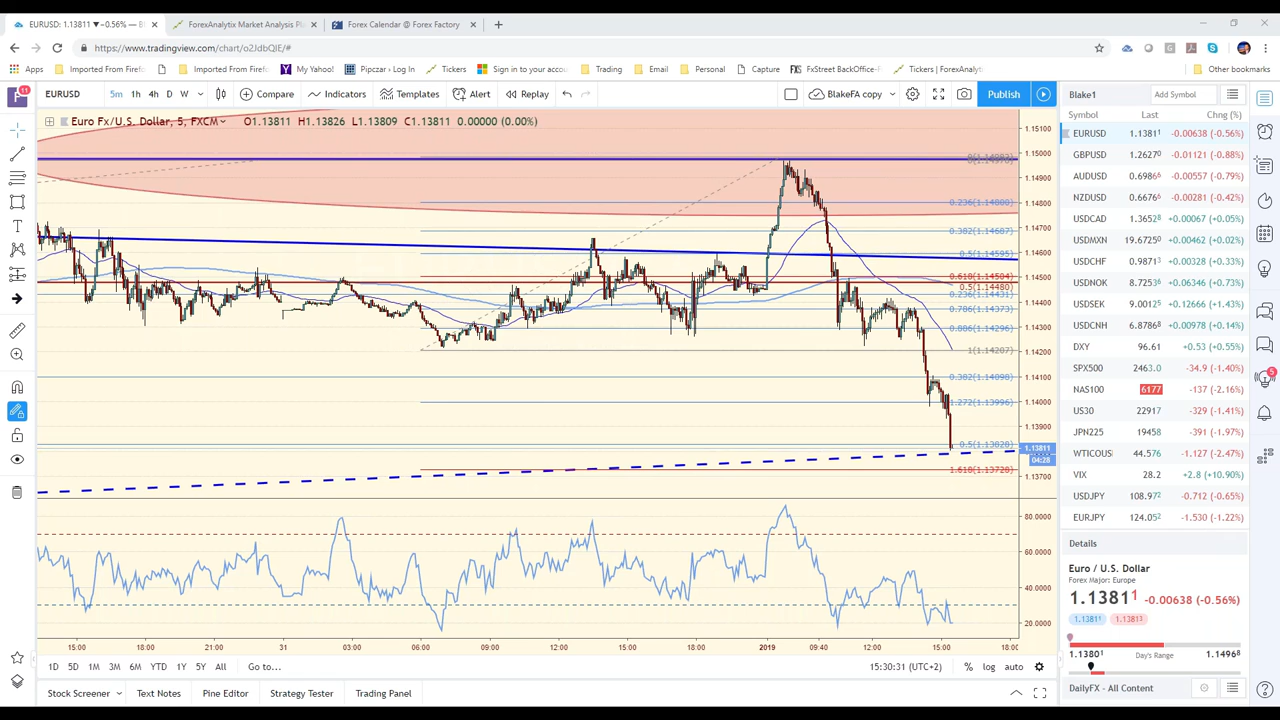 EURUSD: 1.13811 ▼−0.56% — Bl
ForexAnalytix Market Analysis Pl
Forex Calendar @ Forex Factory
https://www.tradingview.com/chart/o2JdbQIE/#
Apps
Imported From Firefo
Imported From Firefo
My Yahoo!
Pipczar+Log In
Tickers
Sign in to your accou
Trading
Email
Personal
Capture
FxStreet BackOffice-P
Tickers | ForexAnalyti
Other bookmarks
F 11
EURUSD 5m 1h 4h D W
Compare
Indicators
Templates
Alert
Replay
BlakeFA copy
Publish
Euro Fx/U.S. Dollar, 5, FXCM O1.13811 H1.13826 L1.13809 C1.13811 0.00000 (0.00%)
0.236(1.14800)
0.382(1.14687)
0.5(1.14595)
0.618(1.14504)
0.5(1.14480)
0.786(1.14373)
0.886(1.14296)
1(1.14207)
0.382(1.14098)
1.272(1.13996)
0.5(1.13828)
1.618(1.13728)
1.15100
1.15000
1.14900
1.14800
1.14700
1.14600
1.14500
1.14400
1.14300
1.14200
1.14100
1.14000
1.13900
1.13811
04:28
1.13700
80.0000
60.0000
40.0000
20.0000
15:00 18:00 21:00 31 03:00 06:00 09:00 12:00 15:00 18:00 2019 09:40 12:00 15:00 18:00
1D 5D 1M 3M 6M YTD 1Y 5Y All Go to...
15:30:31 (UTC+2) % log auto
Stock Screener Text Notes Pine Editor Strategy Tester Trading Panel
Blake1
Add Symbol
Symbol Last Chng (%)
EURUSD 1.13811 -0.00638 (-0.56%)
GBPUSD 1.26270 -0.01121 (-0.88%)
AUDUSD 0.69866 -0.00557 (-0.79%)
NZDUSD 0.66766 -0.00281 (-0.42%)
USDCAD 1.36528 +0.00067 (+0.05%)
USDMXN 19.67250 +0.00462 (+0.02%)
USDCHF 0.98713 +0.00328 (+0.33%)
USDNOK 8.72536 +0.06346 (+0.73%)
USDSEK 9.00125 +0.12666 (+1.43%)
USDCNH 6.87868 +0.00978 (+0.14%)
DXY 96.61 +0.53 (+0.55%)
SPX500 2463.0 -34.9 (-1.40%)
NAS100 6177 -137 (-2.16%)
US30 22917 -329 (-1.41%)
JPN225 19458 -391 (-1.97%)
WTICOUSD 44.576 -1.127 (-2.47%)
VIX 28.2 +2.8 (+10.90%)
USDJPY 108.972 -0.712 (-0.65%)
EURJPY 124.052 -1.530 (-1.22%)
Details
Euro / U.S. Dollar
Forex Major: Europe
1.13811 -0.00638 (-0.56%)
1.13811 1.13813
1.13801 Day's Range 1.14968
DailyFX - All Content
5